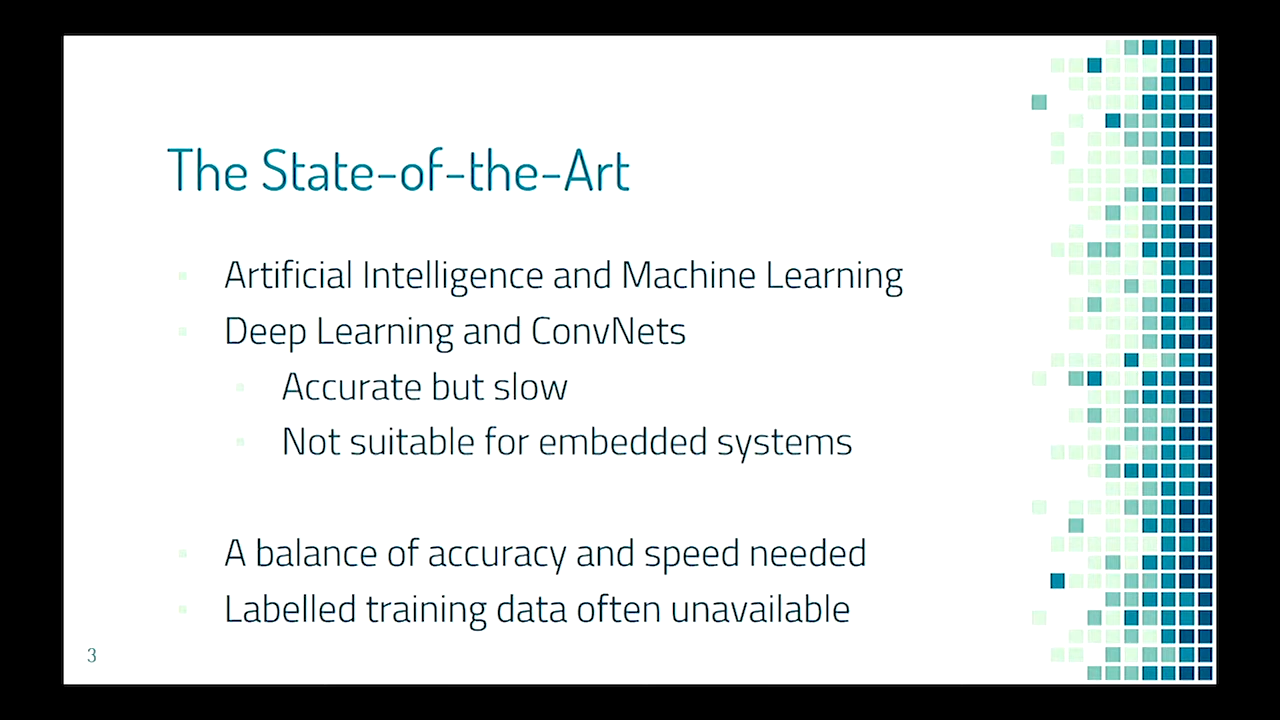 The State-of-the-Art
Artificial Intelligence and Machine Learning
Deep Learning and ConvNets
Accurate but slow
Not suitable for embedded systems
A balance of accuracy and speed needed
Labelled training data often unavailable
3